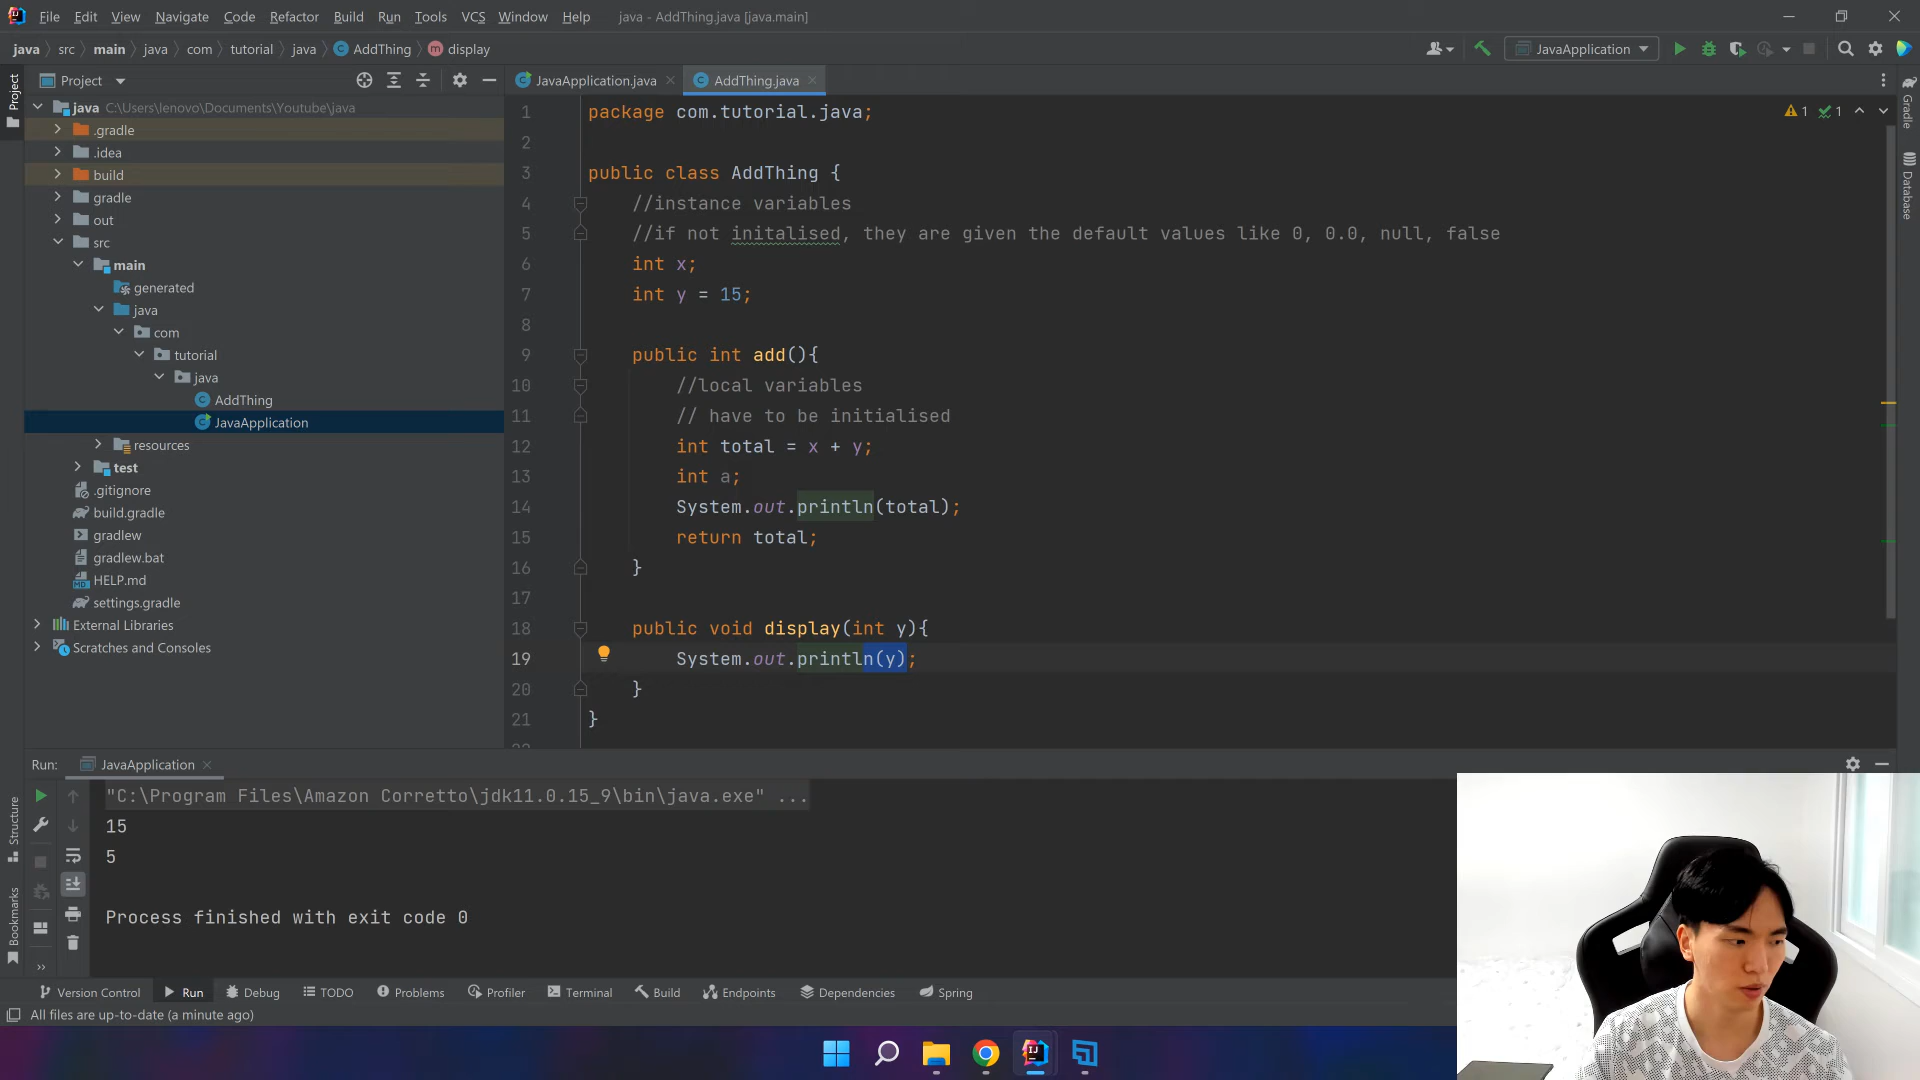 File Edit View Navigate Code Refactor Build Run Tools VCS Window Help java - AddThing.java [java.main]
java src main java com tutorial java AddThing display JavaApplication
Project
JavaApplication.java AddThing.java
java C:\Users\lenovo\Documents\Youtube\java
.gradle
.idea
build
gradle
out
src
main
generated
java
com
tutorial
java
AddThing
JavaApplication
resources
test
.gitignore
build.gradle
gradlew
gradlew.bat
HELP.md
settings.gradle
External Libraries
Scratches and Consoles
Project
Structure
Bookmarks
1 package com.tutorial.java;
2
3 public class AddThing {
4 //instance variables
5 //if not initalised, they are given the default values like 0, 0.0, null, false
6 int x;
7 int y = 15;
8
9 public int add(){
10 //local variables
11 // have to be initialised
12 int total = x + y;
13 int a;
14 System.out.println(total);
15 return total;
16 }
17
18 public void display(int y){
19 System.out.println(y);
20 }
21 }
1 1
Gradle
Database
Run: JavaApplication
"C:\Program Files\Amazon Corretto\jdk11.0.15_9\bin\java.exe" ...
15
5
Process finished with exit code 0
Version Control Run Debug TODO Problems Profiler Terminal Build Endpoints Dependencies Spring
All files are up-to-date (a minute ago)